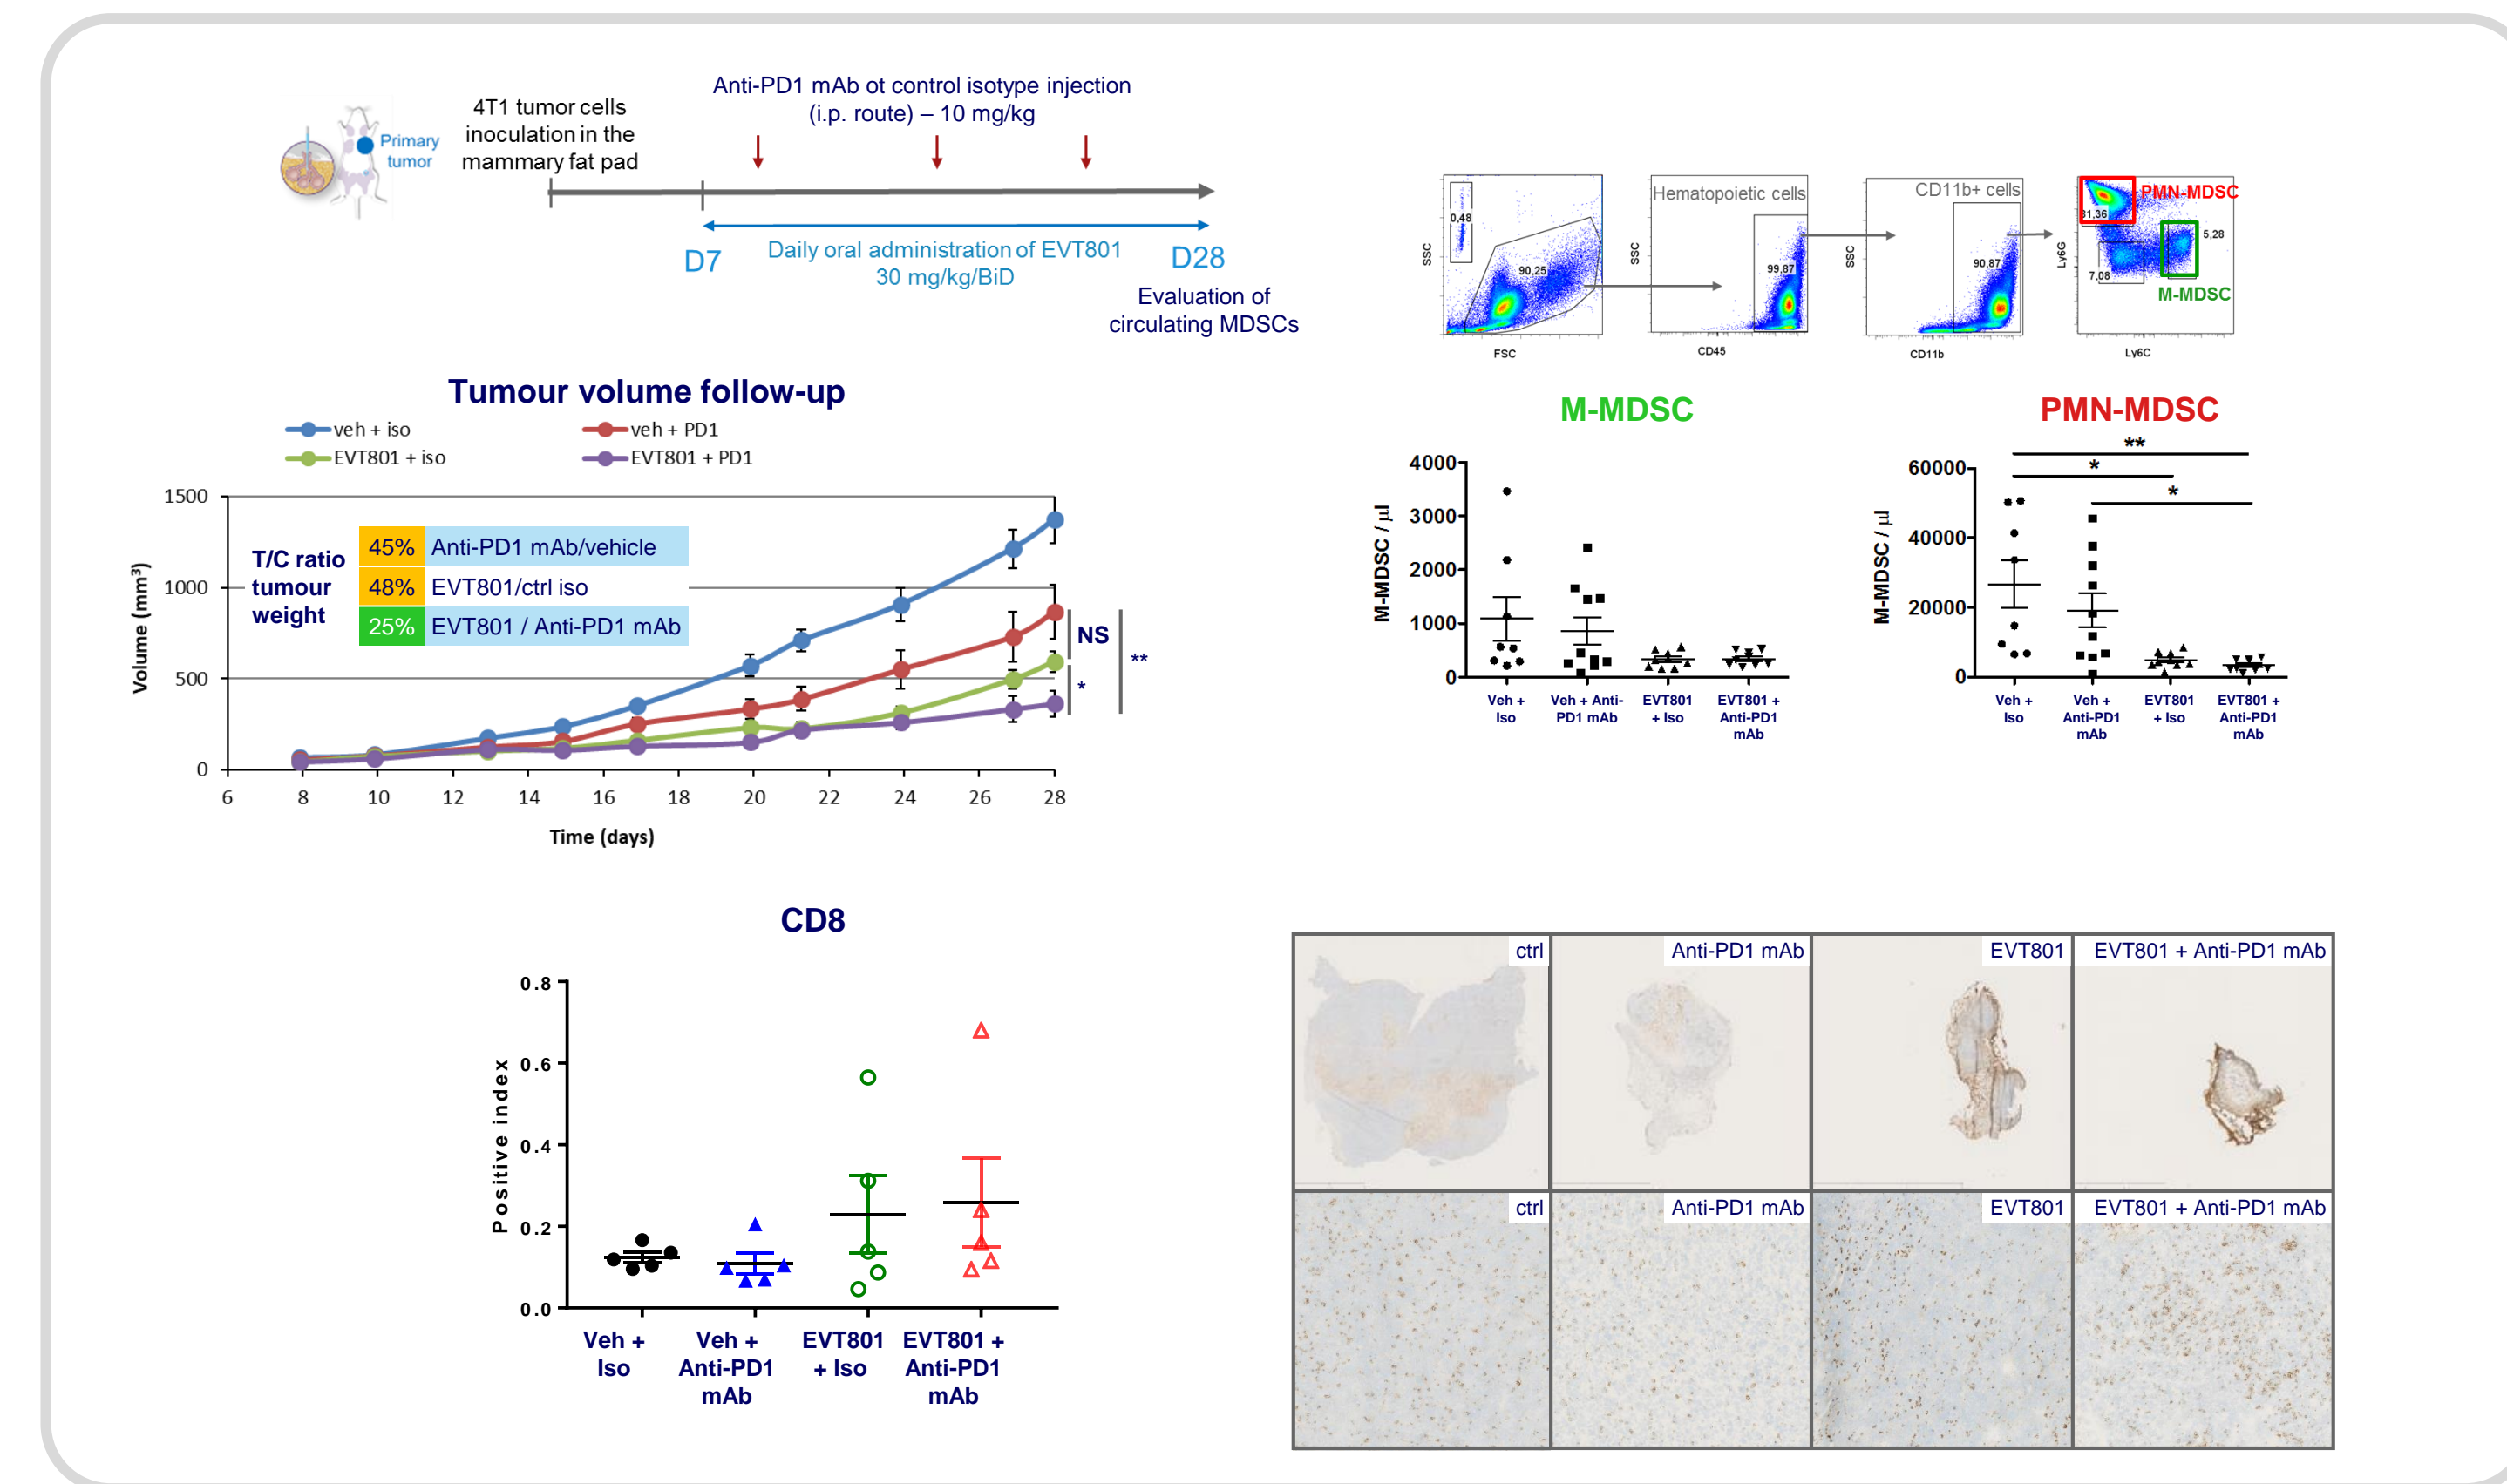 4T1 tumor cells
inoculation in the
mammary fat pad
Primary
tumor
Anti-PD1 mAb ot control isotype injection
(i.p. route) – 10 mg/kg
D7
Daily oral administration of EVT801
30 mg/kg/BiD
D28
Evaluation of
circulating MDSCs
SSC
0,48
90,25
FSC
Hematopoietic cells
SSC
99,87
CD45
CD11b+ cells
SSC
90,87
CD11b
PMN-MDSC
31,36
5,28
7,08
M-MDSC
Ly6G
Ly6C
Tumour volume follow-up
veh + iso
veh + PD1
EVT801 + iso
EVT801 + PD1
Volume (mm³)
1500
1000
500
0
T/C ratio
tumour
weight
45% Anti-PD1 mAb/vehicle
48% EVT801/ctrl iso
25% EVT801 / Anti-PD1 mAb
NS
*
**
6 8 10 12 14 16 18 20 22 24 26 28
Time (days)
M-MDSC
M-MDSC / µl
4000
3000
2000
1000
0
Veh +
Iso
Veh + Anti-
PD1 mAb
EVT801
+ Iso
EVT801 +
Anti-PD1
mAb
PMN-MDSC
**
*
*
M-MDSC / µl
60000
40000
20000
0
Veh +
Iso
Veh +
Anti-PD1
mAb
EVT801
+ Iso
EVT801 +
Anti-PD1
mAb
CD8
Positive index
0.8
0.6
0.4
0.2
0.0
Veh +
Iso
Veh +
Anti-PD1
mAb
EVT801
+ Iso
EVT801 +
Anti-PD1
mAb
ctrl
Anti-PD1 mAb
EVT801
EVT801 + Anti-PD1 mAb
ctrl
Anti-PD1 mAb
EVT801
EVT801 + Anti-PD1 mAb